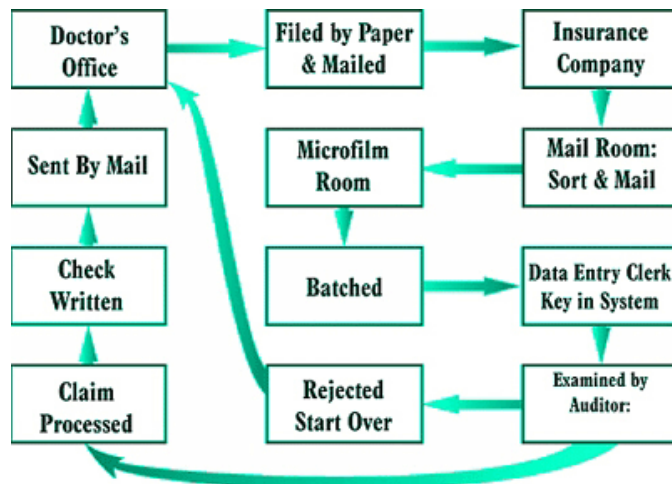 Doctor's
Office
Filed by Paper
& Mailed
Insurance
Company
Sent By Mail
Microfilm
Room
Mail Room:
Sort & Mail
Check
Written
Batched
Data Entry Clerk
Key in System
Claim
Processed
Rejected
Start Over
Examined by
Auditor: